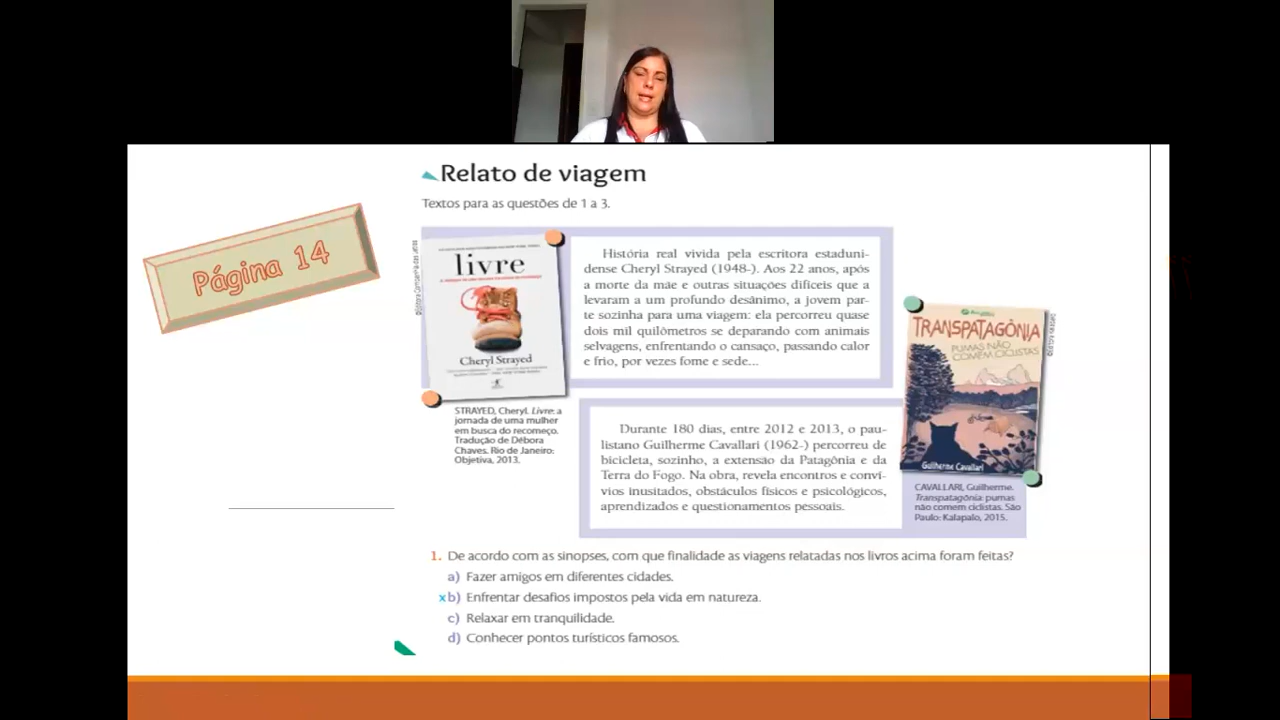 Relato de viagem
Textos para as questões de 1 a 3.
Página 14
livre
Cheryl Strayed
História real vivida pela escritora estaduni-
dense Cheryl Strayed (1948-). Aos 22 anos, após
a morte da mãe e outras situações difíceis que a
levaram a um profundo desânimo, a jovem par-
te sozinha para uma viagem: ela percorreu quase
dois mil quilômetros se deparando com animais
selvagens, enfrentando o cansaço, passando calor
e frio, por vezes fome e sede...
STRAYED, Cheryl. Livre: a
jornada de uma mulher
em busca do recomeço.
Tradução de Débora
Chaves. Rio de Janeiro:
Objetiva, 2013.
TRANSPATAGÔNIA
PUMAS NÃO
COMEM CICLISTAS
Guilherme Cavallari
Durante 180 dias, entre 2012 e 2013, o pau-
listano Guilherme Cavallari (1962-) percorreu de
bicicleta, sozinho, a extensão da Patagônia e da
Terra do Fogo. Na obra, revela encontros e conví-
vios inusitados, obstáculos físicos e psicológicos,
aprendizados e questionamentos pessoais.
CAVALLARI, Guilherme.
Transpatagônia: pumas
não comem ciclistas. São
Paulo: Kalapalo, 2015.
1. De acordo com as sinopses, com que finalidade as viagens relatadas nos livros acima foram feitas?
a) Fazer amigos em diferentes cidades.
x b) Enfrentar desafios impostos pela vida em natureza.
c) Relaxar em tranquilidade.
d) Conhecer pontos turísticos famosos.